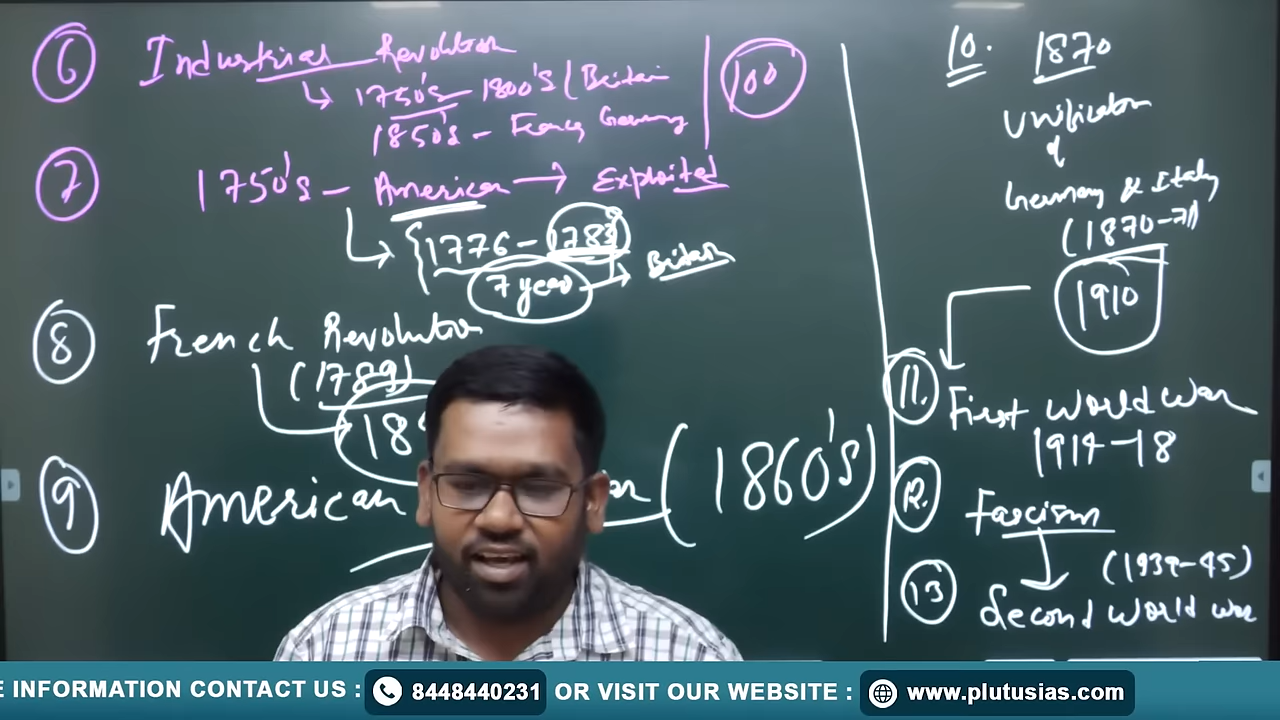 6 Industrial Revolution
↳ 1750's - 1800's (Britain
1850's - France, Germany
100
7 1750's - American → Exploited
1776 - 1783
7 year → Britain
8 French Revolution
(1789)
18
9 American (1860's)
10. 1870
Unification
of
Germany & Italy
(1870-71)
1910
11. First World War
1914-18
12. Fascism
(1939-45)
13 Second World War
INFORMATION CONTACT US : 8448440231 OR VISIT OUR WEBSITE : www.plutusias.com